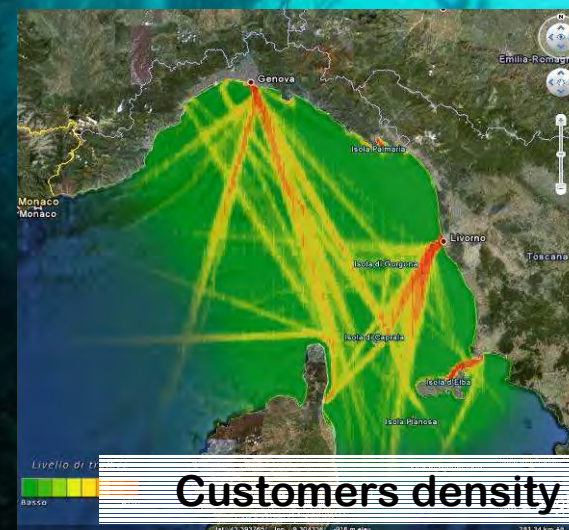 N
Emilia-Romagn
Genova
Isola Palmaria
Monaco
Monaco
Livorno
Toscana
Isola di Gorgona
Isola di Capraia
Isola d'Elba
Isola Pianosa
Livello di tr
Basso
Customers density